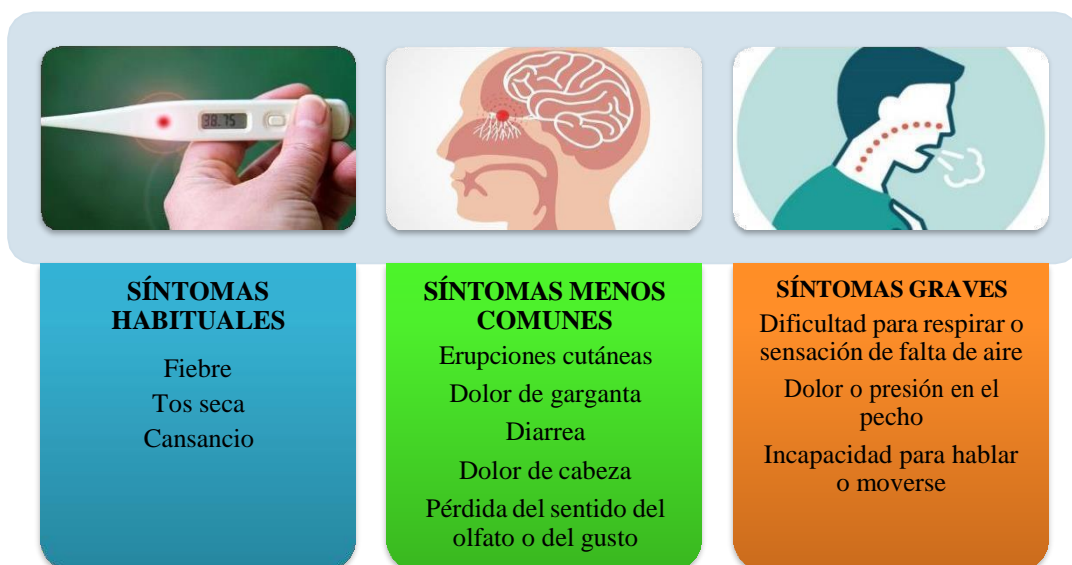 38.75
SÍNTOMAS
HABITUALES
Fiebre
Tos seca
Cansancio
SÍNTOMAS MENOS
COMUNES
Erupciones cutáneas
Dolor de garganta
Diarrea
Dolor de cabeza
Pérdida del sentido del
olfato o del gusto
SÍNTOMAS GRAVES
Dificultad para respirar o
sensación de falta de aire
Dolor o presión en el
pecho
Incapacidad para hablar
o moverse